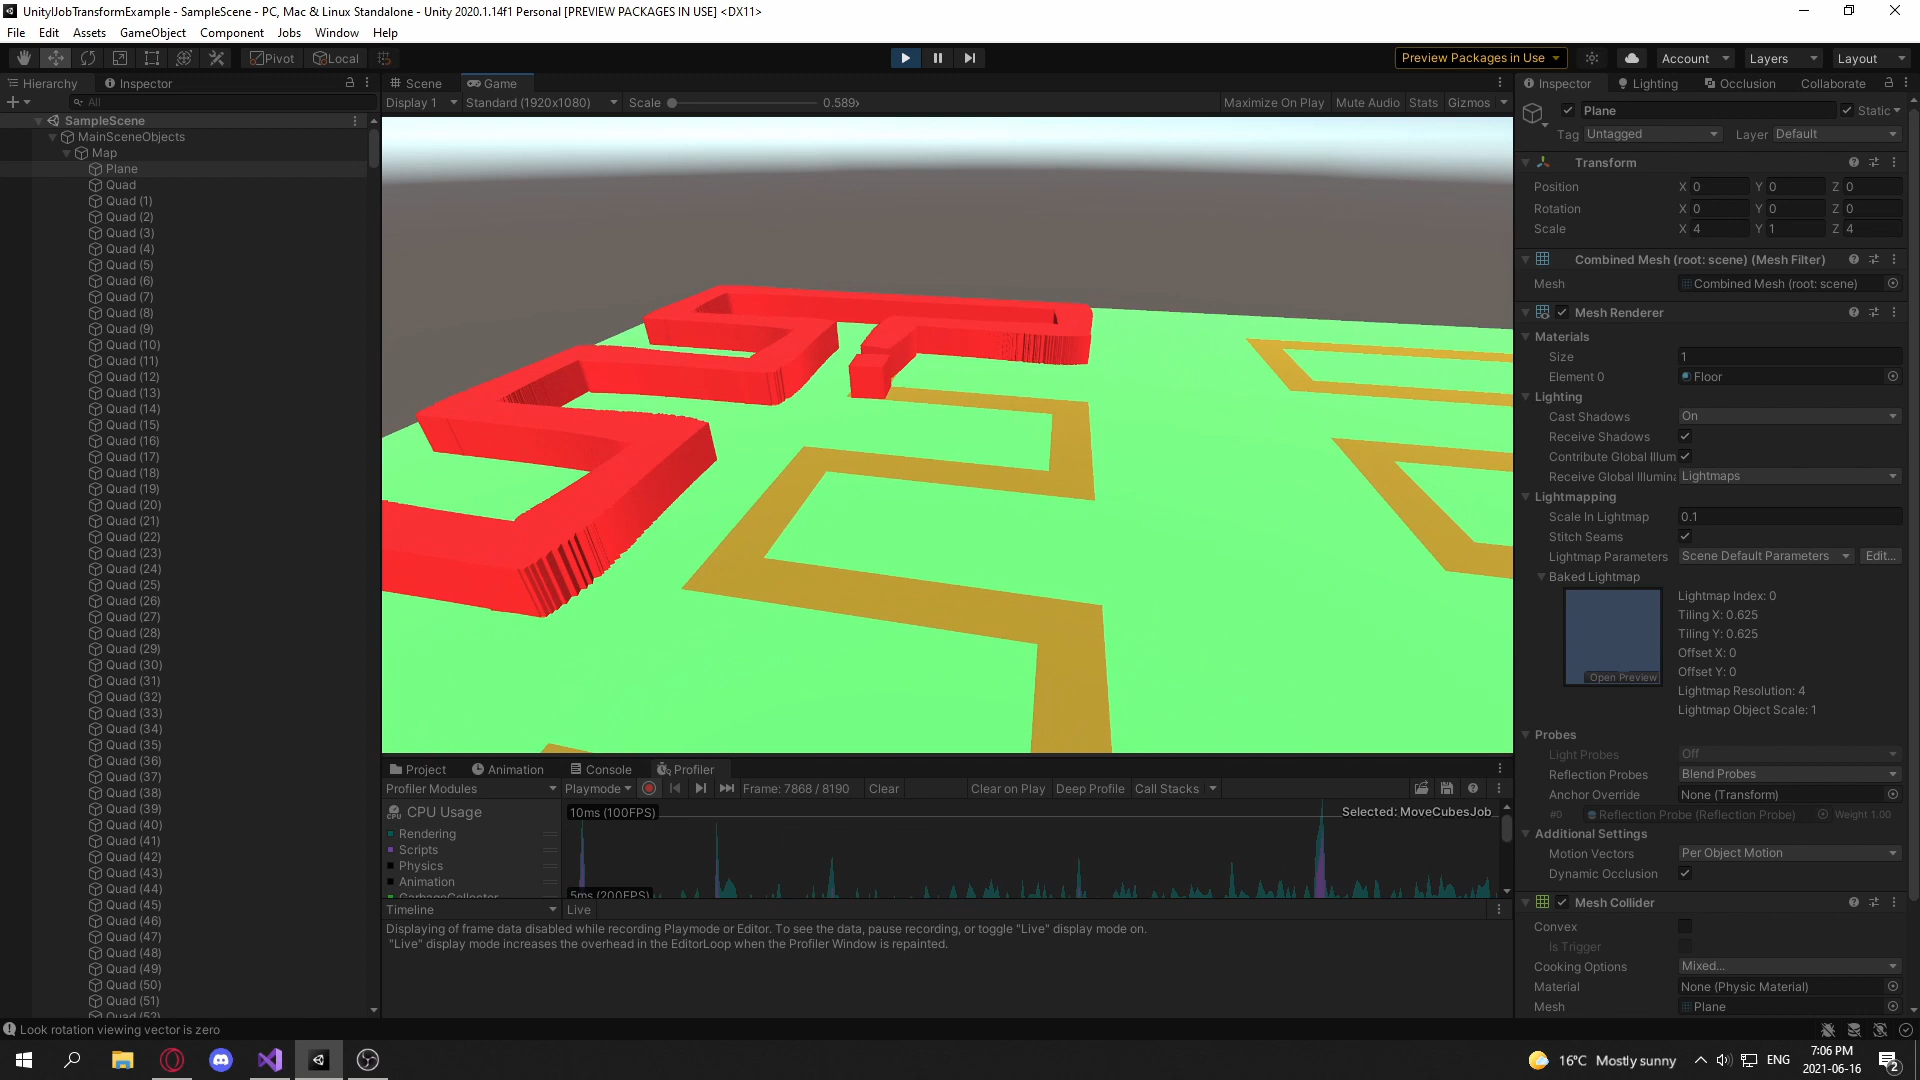 UnityIJobTransformExample - SampleScene - PC, Mac & Linux Standalone - Unity 2020.1.14f1 Personal [PREVIEW PACKAGES IN USE] <DX11>
File Edit Assets GameObject Component Jobs Window Help
Pivot Local Preview Packages in Use Account Layers Layout
Hierarchy Inspector
All
SampleScene
MainSceneObjects
Map
Plane
Quad
Quad (1)
Quad (2)
Quad (3)
Quad (4)
Quad (5)
Quad (6)
Quad (7)
Quad (8)
Quad (9)
Quad (10)
Quad (11)
Quad (12)
Quad (13)
Quad (14)
Quad (15)
Quad (16)
Quad (17)
Quad (18)
Quad (19)
Quad (20)
Quad (21)
Quad (22)
Quad (23)
Quad (24)
Quad (25)
Quad (26)
Quad (27)
Quad (28)
Quad (29)
Quad (30)
Quad (31)
Quad (32)
Quad (33)
Quad (34)
Quad (35)
Quad (36)
Quad (37)
Quad (38)
Quad (39)
Quad (40)
Quad (41)
Quad (42)
Quad (43)
Quad (44)
Quad (45)
Quad (46)
Quad (47)
Quad (48)
Quad (49)
Quad (50)
Quad (51)
Quad (52)
Scene Game
Display 1 Standard (1920x1080) Scale 0.589x Maximize On Play Mute Audio Stats Gizmos
Project Animation Console Profiler
Profiler Modules Playmode Frame: 7868 / 8190 Clear Clear on Play Deep Profile Call Stacks
CPU Usage
Rendering
Scripts
Physics
Animation
GarbageCollector
10ms (100FPS) Selected: MoveCubesJob
5ms (200FPS)
Timeline Live
Displaying of frame data disabled while recording Playmode or Editor. To see the data, pause recording, or toggle "Live" display mode on.
"Live" display mode increases the overhead in the EditorLoop when the Profiler Window is repainted.
Inspector Lighting Occlusion Collaborate
Plane Static
Tag Untagged Layer Default
Transform
Position X 0 Y 0 Z 0
Rotation X 0 Y 0 Z 0
Scale X 4 Y 1 Z 4
Combined Mesh (root: scene) (Mesh Filter)
Mesh Combined Mesh (root: scene)
Mesh Renderer
Materials
Size 1
Element 0 Floor
Lighting
Cast Shadows On
Receive Shadows
Contribute Global Illum
Receive Global Illumina Lightmaps
Lightmapping
Scale In Lightmap 0.1
Stitch Seams
Lightmap Parameters Scene Default Parameters Edit...
Baked Lightmap
Open Preview
Lightmap Index: 0
Tiling X: 0.625
Tiling Y: 0.625
Offset X: 0
Offset Y: 0
Lightmap Resolution: 4
Lightmap Object Scale: 1
Probes
Light Probes Off
Reflection Probes Blend Probes
Anchor Override None (Transform)
#0 Reflection Probe (Reflection Probe) Weight 1.00
Additional Settings
Motion Vectors Per Object Motion
Dynamic Occlusion
Mesh Collider
Convex
Is Trigger
Cooking Options Mixed...
Material None (Physic Material)
Mesh Plane
Look rotation viewing vector is zero
16°C Mostly sunny ENG
7:06 PM
2021-06-16
2